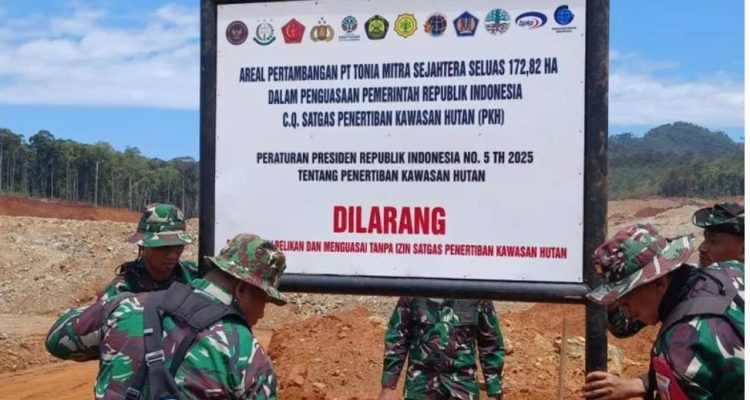 AREAL PERTAMBANGAN PT TONIA MITRA SEJAHTERA SELUAS 172,82 HA
DALAM PENGUASAAN PEMERINTAH REPUBLIK INDONESIA
C.Q. SATGAS PENERTIBAN KAWASAN HUTAN (PKH)
PERATURAN PRESIDEN REPUBLIK INDONESIA NO. 5 TH 2025
TENTANG PENERTIBAN KAWASAN HUTAN
DILARANG
DAN MENGUASAI TANPA IZIN SATGAS PENERTIBAN KAWASAN HUTAN
bpkp